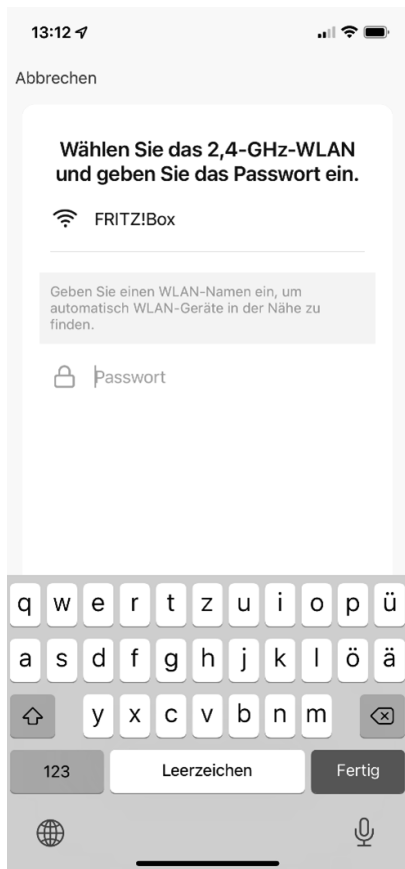 13:12
Abbrechen
Wählen Sie das 2,4-GHz-WLAN
und geben Sie das Passwort ein.
FRITZ!Box
Geben Sie einen WLAN-Namen ein, um
automatisch WLAN-Geräte in der Nähe zu
finden.
Passwort
q w e r t z u i o p ü
a s d f g h j k l ö ä
y x c v b n m
123 Leerzeichen Fertig